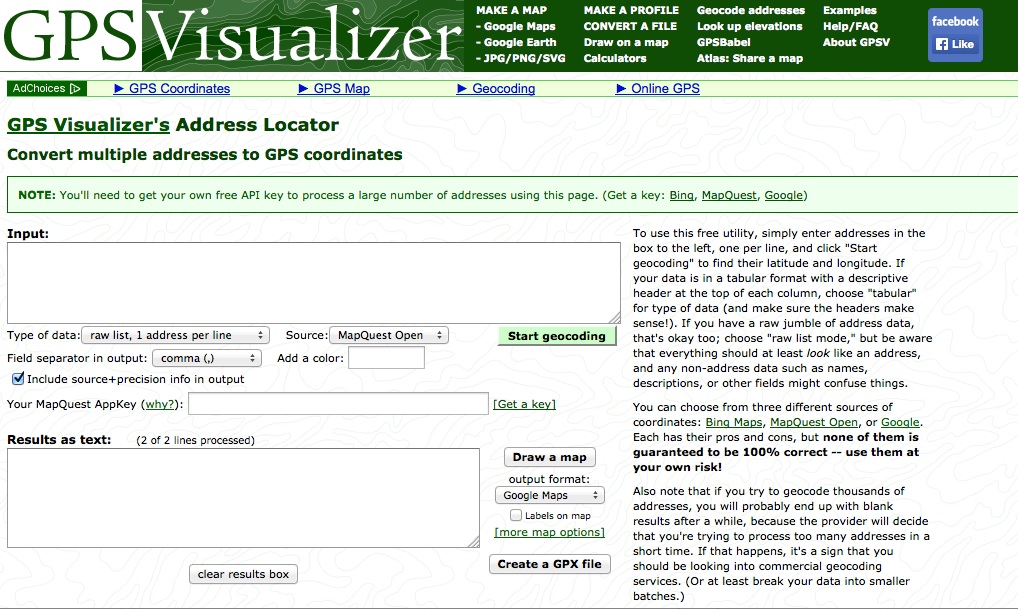 GPS Visualizer
MAKE A MAP
- Google Maps
- Google Earth
- JPG/PNG/SVG
MAKE A PROFILE
CONVERT A FILE
Draw on a map
Calculators
Geocode addresses
Look up elevations
GPSBabel
Atlas: Share a map
Examples
Help/FAQ
About GPSV
facebook
f Like
AdChoices
▶ GPS Coordinates
▶ GPS Map
▶ Geocoding
▶ Online GPS
GPS Visualizer's Address Locator
Convert multiple addresses to GPS coordinates
NOTE: You'll need to get your own free API key to process a large number of addresses using this page. (Get a key: Bing, MapQuest, Google)
Input:
Type of data: raw list, 1 address per line
Source: MapQuest Open
Start geocoding
Field separator in output: comma (,)
Add a color:
Include source+precision info in output
Your MapQuest AppKey (why?):
[Get a key]
Results as text: (2 of 2 lines processed)
Draw a map
output format:
Google Maps
Labels on map
[more map options]
Create a GPX file
clear results box
To use this free utility, simply enter addresses in the
box to the left, one per line, and click "Start
geocoding" to find their latitude and longitude. If
your data is in a tabular format with a descriptive
header at the top of each column, choose "tabular"
for type of data (and make sure the headers make
sense!). If you have a raw jumble of address data,
that's okay too; choose "raw list mode," but be aware
that everything should at least look like an address,
and any non-address data such as names,
descriptions, or other fields might confuse things.
You can choose from three different sources of
coordinates: Bing Maps, MapQuest Open, or Google.
Each has their pros and cons, but none of them is
guaranteed to be 100% correct -- use them at
your own risk!
Also note that if you try to geocode thousands of
addresses, you will probably end up with blank
results after a while, because the provider will decide
that you're trying to process too many addresses in a
short time. If that happens, it's a sign that you
should be looking into commercial geocoding
services. (Or at least break your data into smaller
batches.)